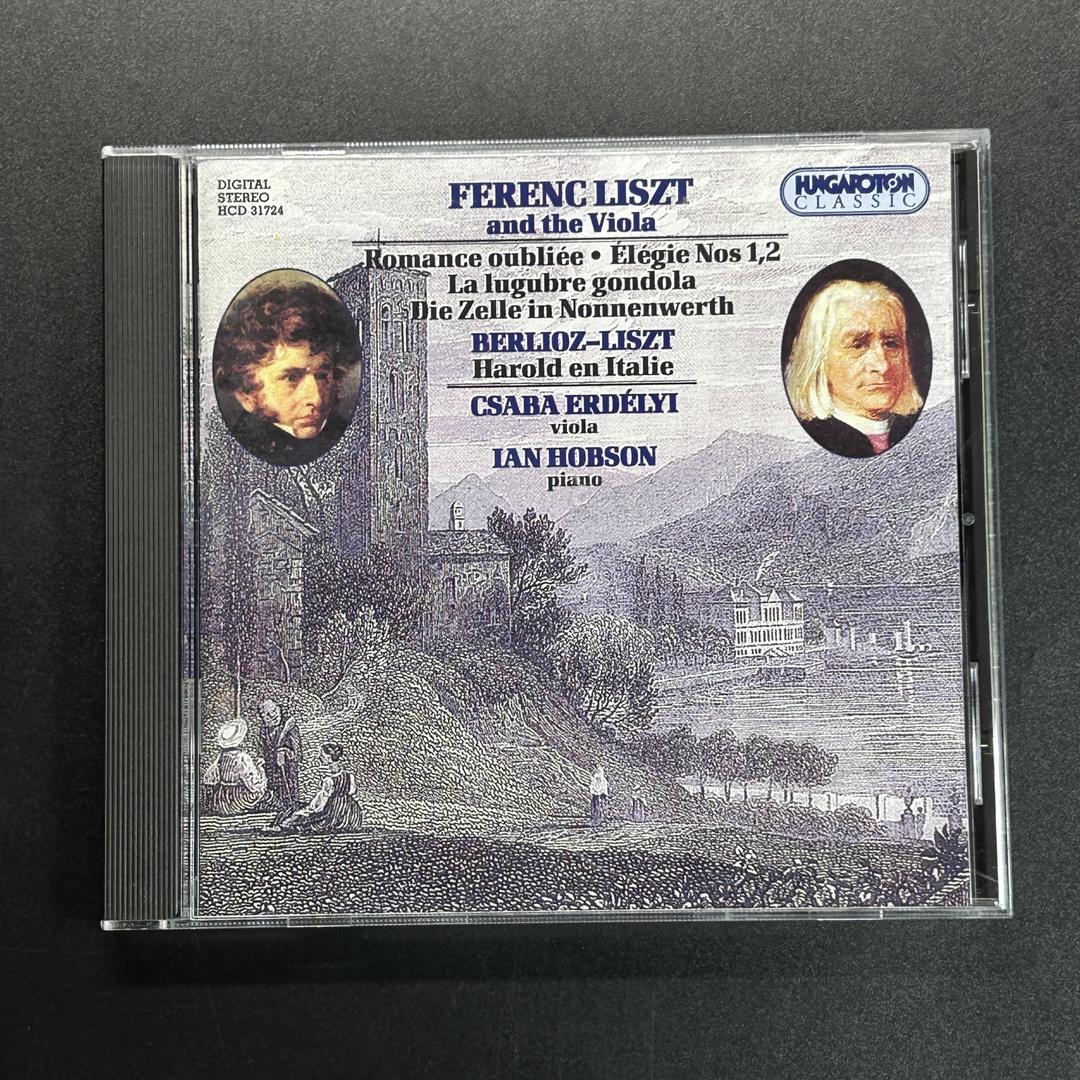 DIGITAL
STEREO
HCD 31724
FERENC LISZT
and the Viola
HUNGAROTON
CLASSIC
Romance oubliée • Élégie Nos 1,2
La lugubre gondola
Die Zelle in Nonnenwerth
BERLIOZ–LISZT
Harold en Italie
CSABA ERDÉLYI
viola
IAN HOBSON
piano